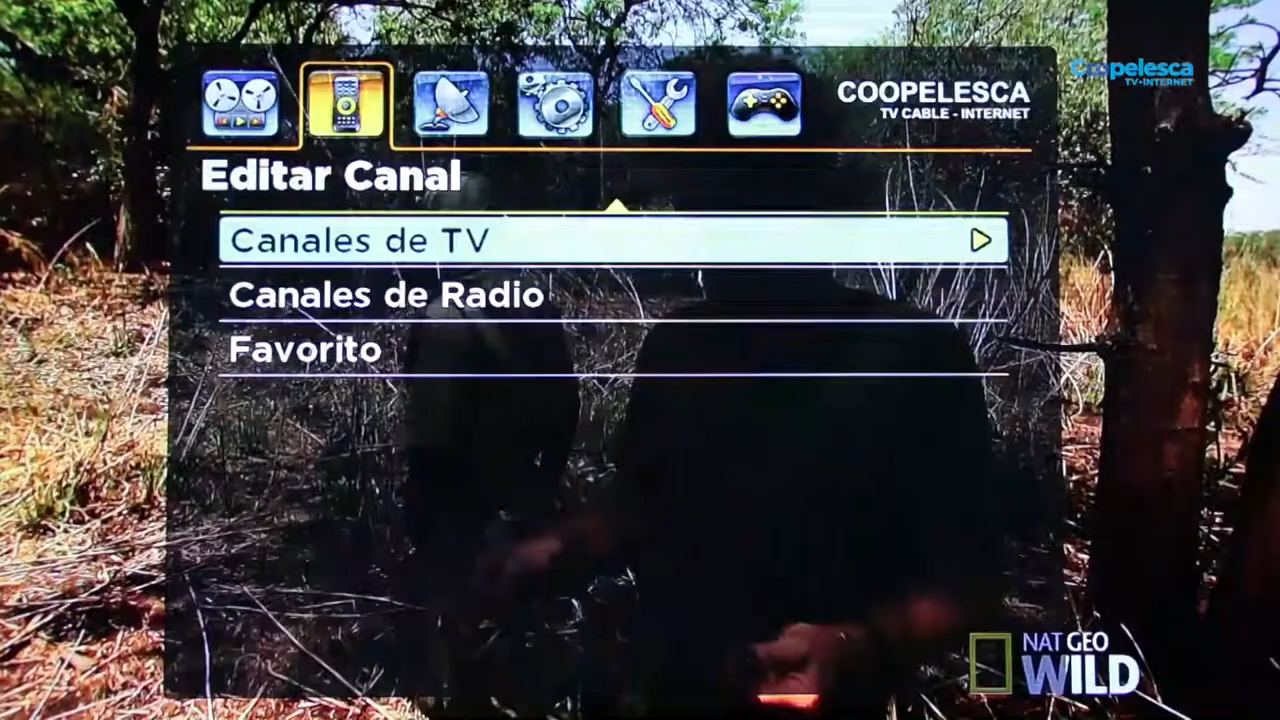 COOPELESCA
TV CABLE - INTERNET
Coopelesca
TV•INTERNET
Editar Canal
Canales de TV
Canales de Radio
Favorito
NAT GEO
WILD